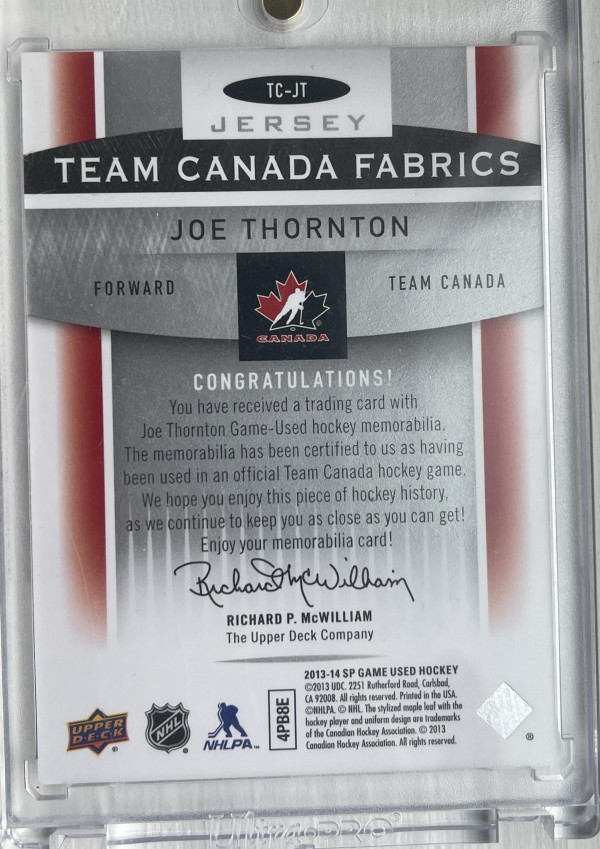 TC-JT
JERSEY
TEAM CANADA FABRICS
JOE THORNTON
FORWARD
TEAM CANADA
CANADA
CONGRATULATIONS!
You have received a trading card with
Joe Thornton Game-Used hockey memorabilia.
The memorabilia has been certified to us as having
been used in an official Team Canada hockey game.
We hope you enjoy this piece of hockey history,
as we continue to keep you as close as you can get!
Enjoy your memorabilia card!
Richard McWilliam
RICHARD P. McWILLIAM
The Upper Deck Company
2013-14 SP GAME USED HOCKEY
©2013 UDC. 2251 Rutherford Road, Carlsbad,
CA 92008. All rights reserved. Printed in the USA.
©NHLPA. © NHL. The stylized maple leaf with the
hockey player and uniform design are trademarks
of the Canadian Hockey Association. © 2013
Canadian Hockey Association. All rights reserved.
4PB8E
UPPER
DECK
NHL
NHLPA
Ultra PRO